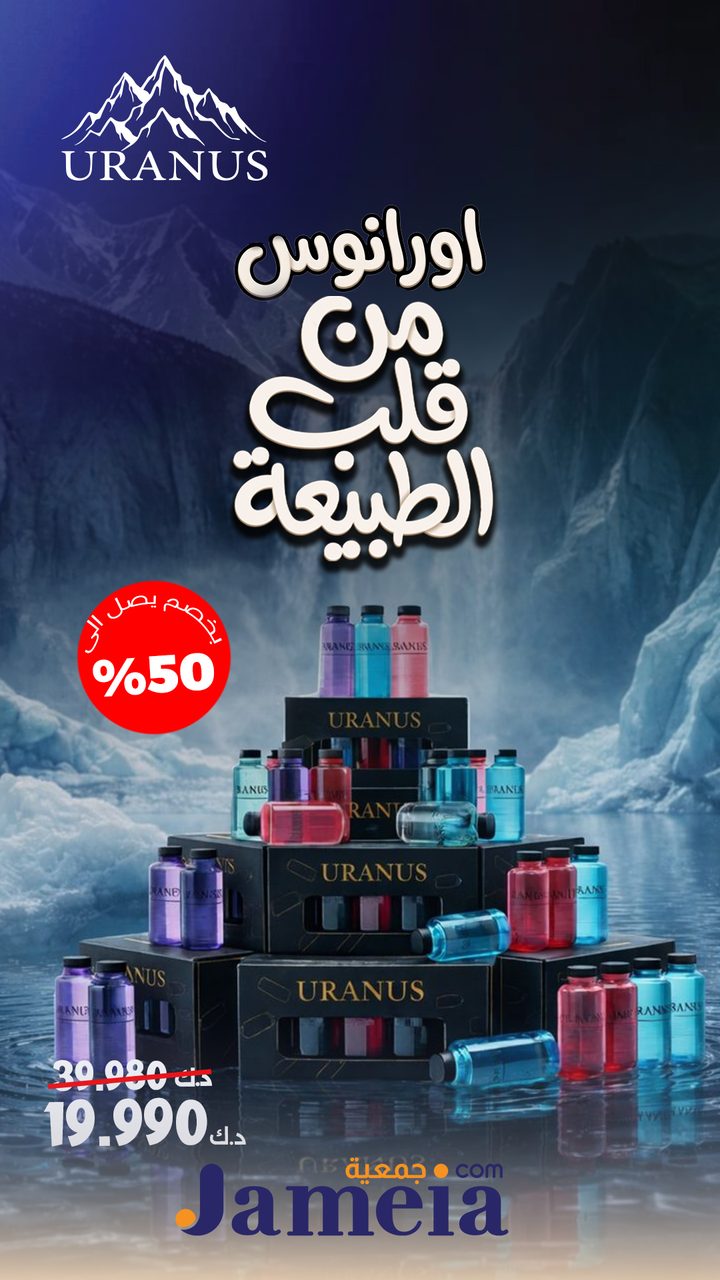 URANUS
اورانوس
من
قلب
الطبيعة
بخصم يصل الى
%50
URANUS
URANUS
URANUS
URANUS
39.980 د.ك
19.990 د.ك
جمعية.com
Jameia